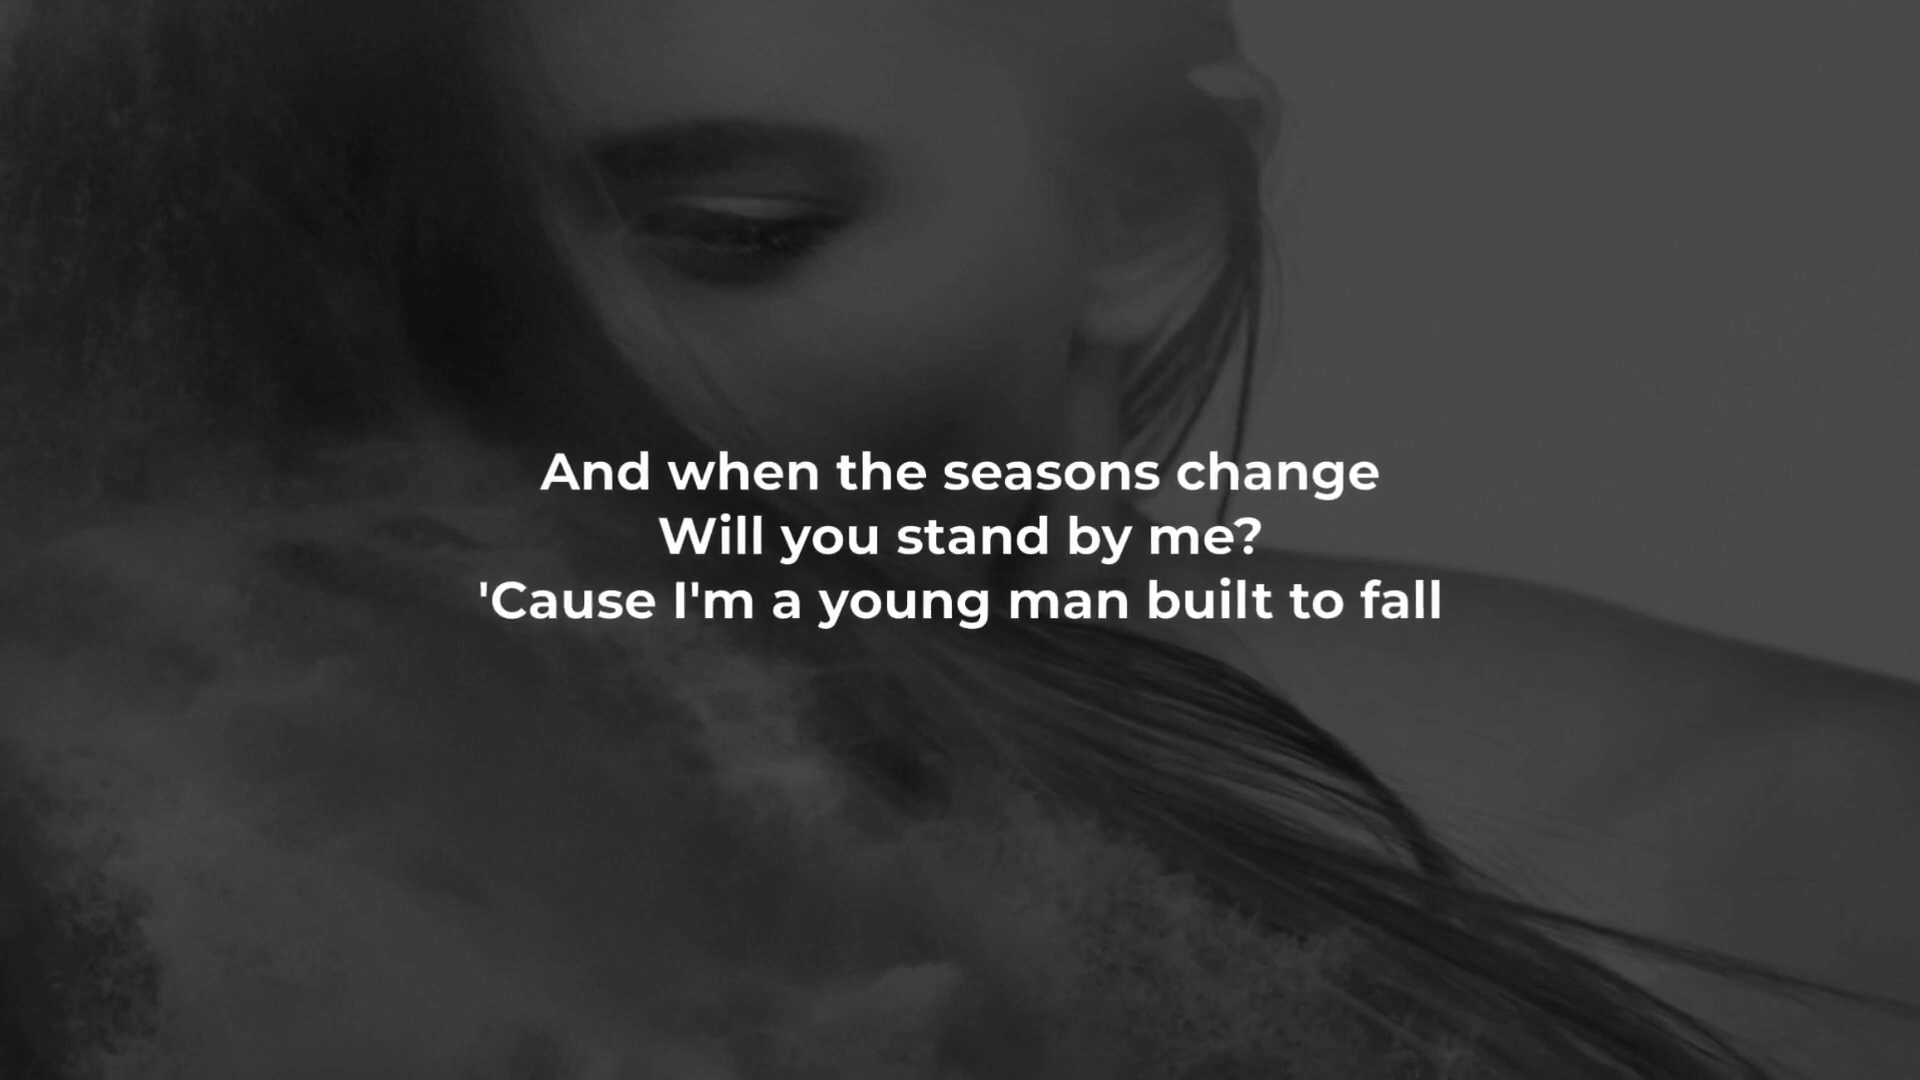 And when the seasons change
Will you stand by me?
'Cause I'm a young man built to fall